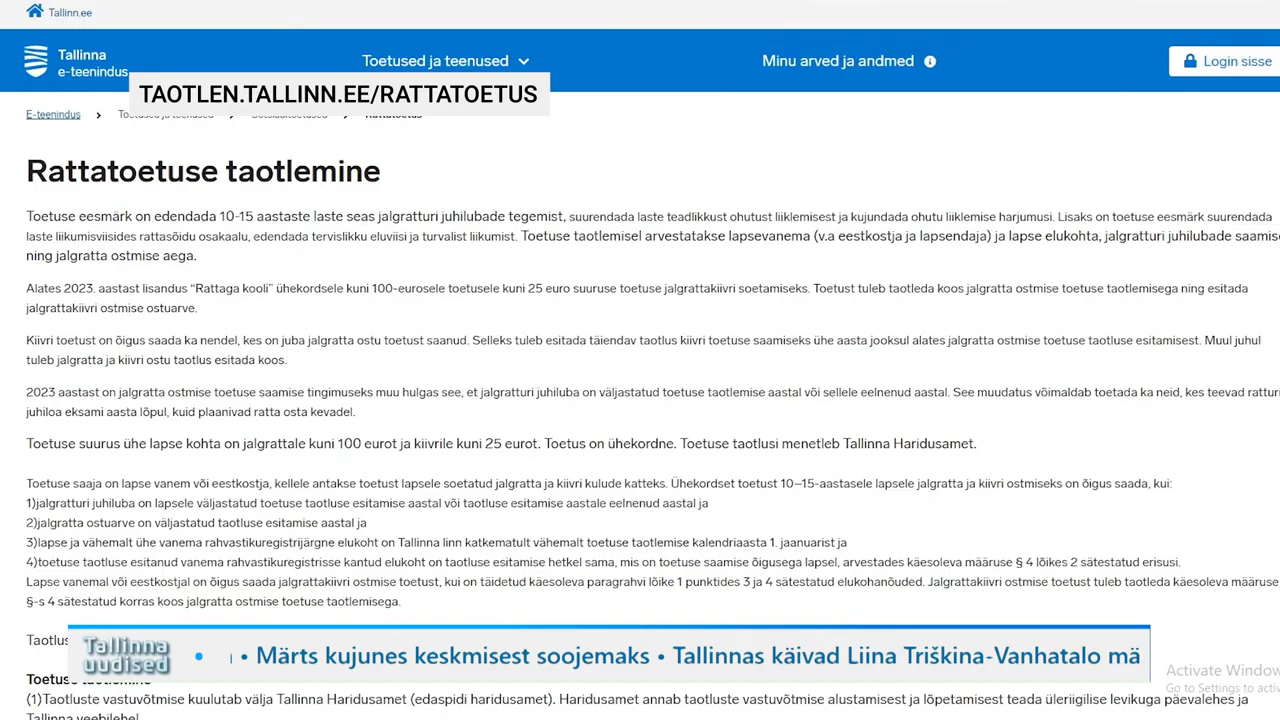 Tallinn.ee
Tallinna
e-teenindus
Toetused ja teenused
Minu arved ja andmed
Login sisse
TAOTLEN.TALLINN.EE/RATTATOETUS
E-teenindus > Toetused ja teenused > Sotsiaaltoetused > Rattatoetus
Rattatoetuse taotlemine
Toetuse eesmärk on edendada 10-15 aastaste laste seas jalgratturi juhilubade tegemist, suurendada laste teadlikkust ohutust liiklemisest ja kujundada ohutu liiklemise harjumusi. Lisaks on toetuse eesmärk suurendada
laste liikumisviisides rattasõidu osakaalu, edendada tervislikku eluviisi ja turvalist liikumist. Toetuse taotlemisel arvestatakse lapsevanema (v.a eestkostja ja lapsendaja) ja lapse elukohta, jalgratturi juhilubade saamise
ning jalgratta ostmise aega.
Alates 2023. aastast lisandus “Rattaga kooli” ühekordsele kuni 100-eurosele toetusele kuni 25 euro suuruse toetuse jalgrattakiivri soetamiseks. Toetust tuleb taotleda koos jalgratta ostmise toetuse taotlemisega ning esitada
jalgrattakiivri ostmise ostuarve.
Kiivri toetust on õigus saada ka nendel, kes on juba jalgratta ostu toetust saanud. Selleks tuleb esitada täiendav taotlus kiivri toetuse saamiseks ühe aasta jooksul alates jalgratta ostmise toetuse taotluse esitamisest. Muul juhul
tuleb jalgratta ja kiivri ostu taotlus esitada koos.
2023 aastast on jalgratta ostmise toetuse saamise tingimuseks muu hulgas see, et jalgratturi juhiluba on väljastatud toetuse taotlemise aastal või sellele eelnenud aastal. See muudatus võimaldab toetada ka neid, kes teevad ratturi
juhiloa eksami aasta lõpul, kuid plaanivad ratta osta kevadel.
Toetuse suurus ühe lapse kohta on jalgrattale kuni 100 eurot ja kiivrile kuni 25 eurot. Toetus on ühekordne. Toetuse taotlusi menetleb Tallinna Haridusamet.
Toetuse saaja on lapse vanem või eestkostja, kellele antakse toetust lapsele soetatud jalgratta ja kiivri kulude katteks. Ühekordset toetust 10–15-aastasele lapsele jalgratta ja kiivri ostmiseks on õigus saada, kui:
1)jalgratturi juhiluba on lapsele väljastatud toetuse taotluse esitamise aastal või taotluse esitamise aastale eelnenud aastal ja
2)jalgratta ostuarve on väljastatud taotluse esitamise aastal ja
3)lapse ja vähemalt ühe vanema rahvastikuregistrijärgne elukoht on Tallinna linn katkematult vähemalt toetuse taotlemise kalendriaasta 1. jaanuarist ja
4)toetuse taotluse esitanud vanema rahvastikuregistrisse kantud elukoht on taotluse esitamise hetkel sama, mis on toetuse saamise õigusega lapsel, arvestades käesoleva määruse § 4 lõikes 2 sätestatud erisusi.
Lapse vanemal või eestkostjal on õigus saada jalgrattakiivri ostmise toetust, kui on täidetud käesoleva paragrahvi lõike 1 punktides 3 ja 4 sätestatud elukohanõuded. Jalgrattakiivri ostmise toetust tuleb taotleda käesoleva määruse
§-s 4 sätestatud korras koos jalgratta ostmise toetuse taotlemisega.
Taotlus
Tallinna
uudised
• Märts kujunes keskmisest soojemaks • Tallinnas käivad Liina Triškina-Vanhatalo mä
Activate Window
Go to Settings to activ
Toetuse taotlemine
(1)Taotluste vastuvõtmise kuulutab välja Tallinna Haridusamet (edaspidi haridusamet). Haridusamet annab taotluste vastuvõtmise alustamisest ja lõpetamisest teada üleriigilise levikuga päevalehes ja
Tallinna veebilehel